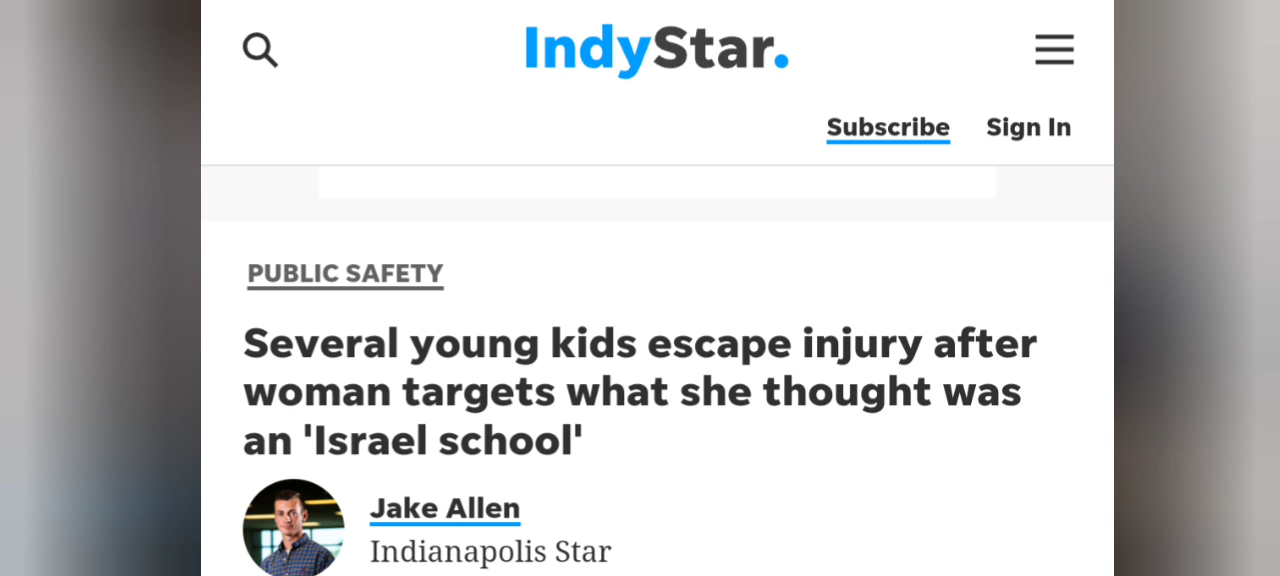 IndyStar.
Subscribe Sign In
PUBLIC SAFETY
Several young kids escape injury after
woman targets what she thought was
an 'Israel school'
Jake Allen
Indianapolis Star